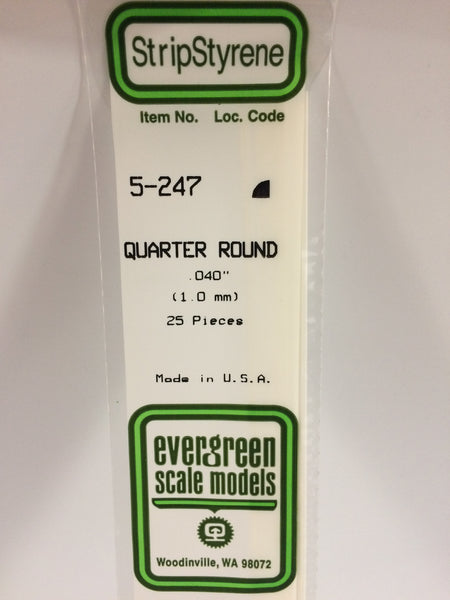 StripStyrene
Item No. Loc. Code
5-247
QUARTER ROUND
.040"
(1.0 mm)
25 Pieces
Made in U.S.A.
evergreen
scale models
Woodinville, WA 98072